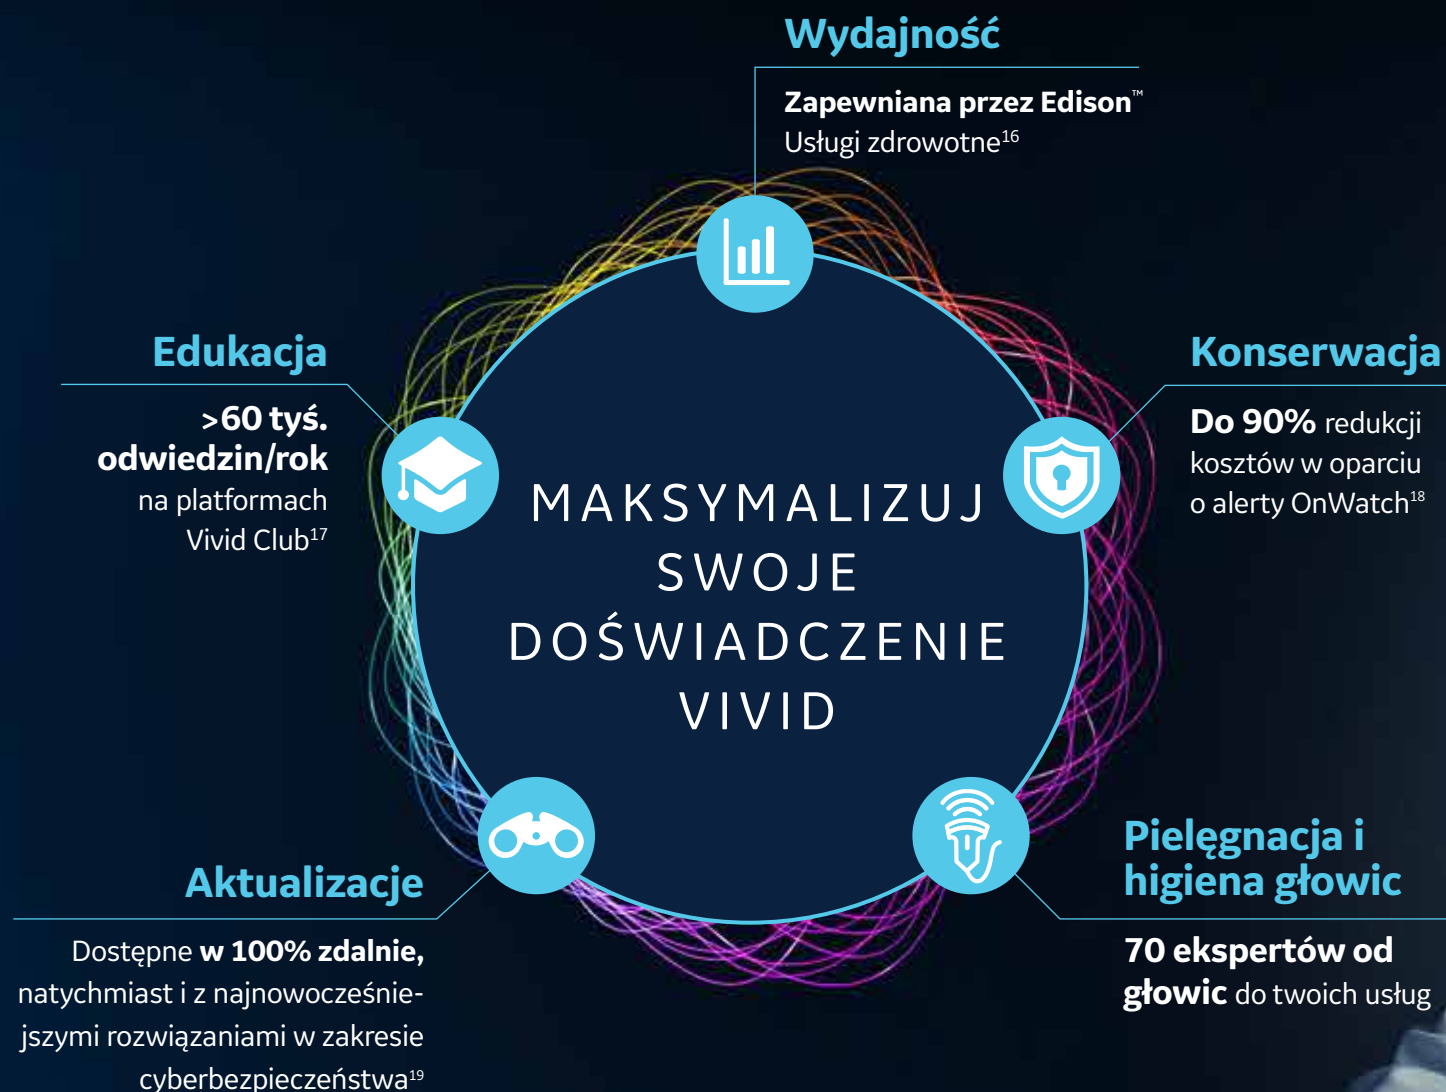 Wydajność
Zapewniana przez Edison™
Usługi zdrowotne16
Edukacja
>60 tyś.
odwiedzin/rok
na platformach
Vivid Club17
Konserwacja
Do 90% redukcji
kosztów w oparciu
o alerty OnWatch18
MAKSYMALIZUJ
SWOJE
DOŚWIADCZENIE
VIVID
Aktualizacje
Dostępne w 100% zdalnie,
natychmiast i z najnowocześnie-
jszymi rozwiązaniami w zakresie
cyberbezpieczeństwa19
Pielęgnacja i
higiena głowic
70 ekspertów od
głowic do twoich usług